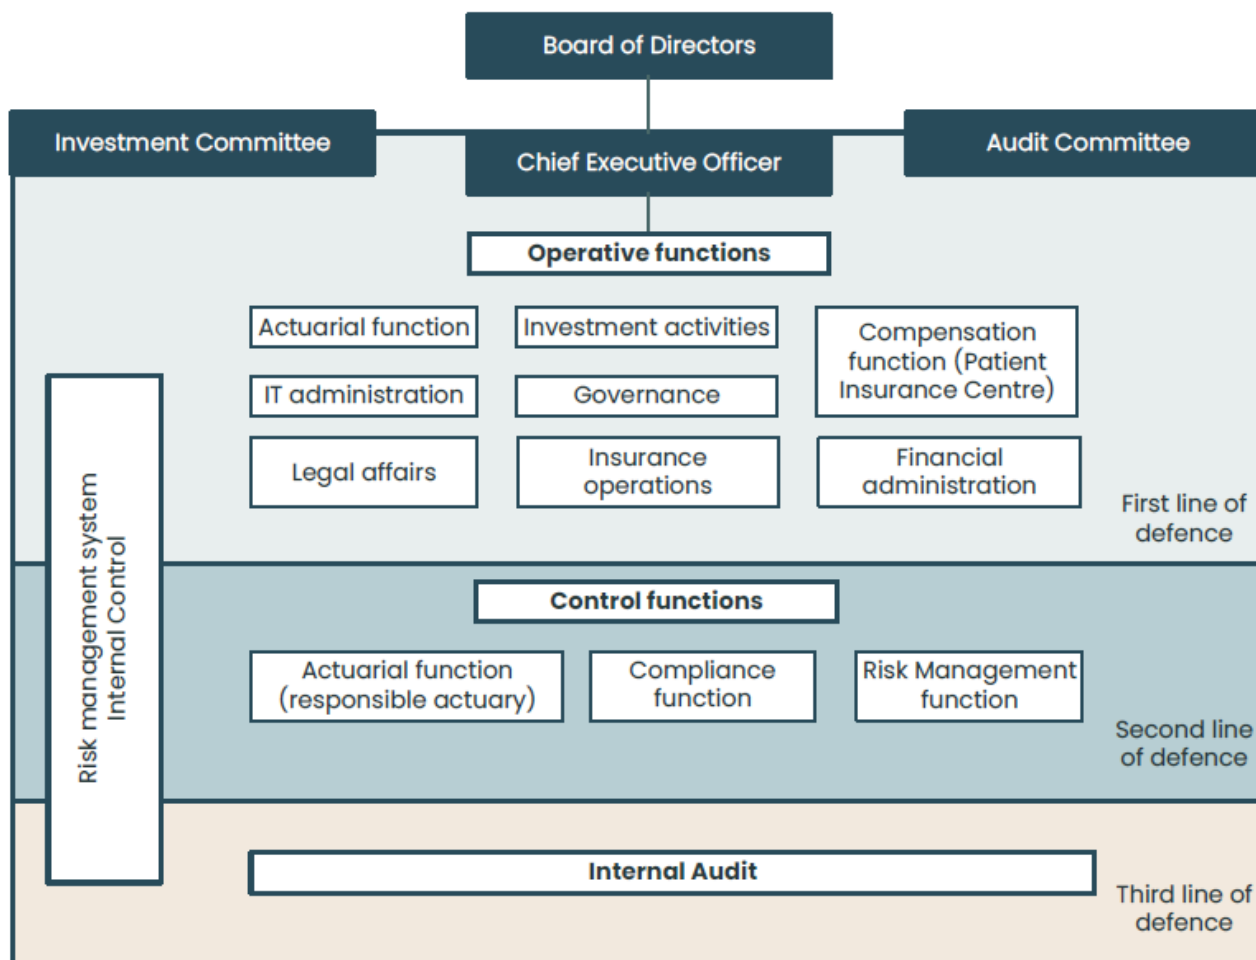 Board of Directors
Investment Committee
Chief Executive Officer
Audit Committee
Operative functions
Actuarial function
Investment activities
Compensation
function (Patient
Insurance Centre)
IT administration
Governance
Legal affairs
Insurance
operations
Financial
administration
First line of
defence
Risk management system
Internal Control
Control functions
Actuarial function
(responsible actuary)
Compliance
function
Risk Management
function
Second line
of defence
Internal Audit
Third line of
defence